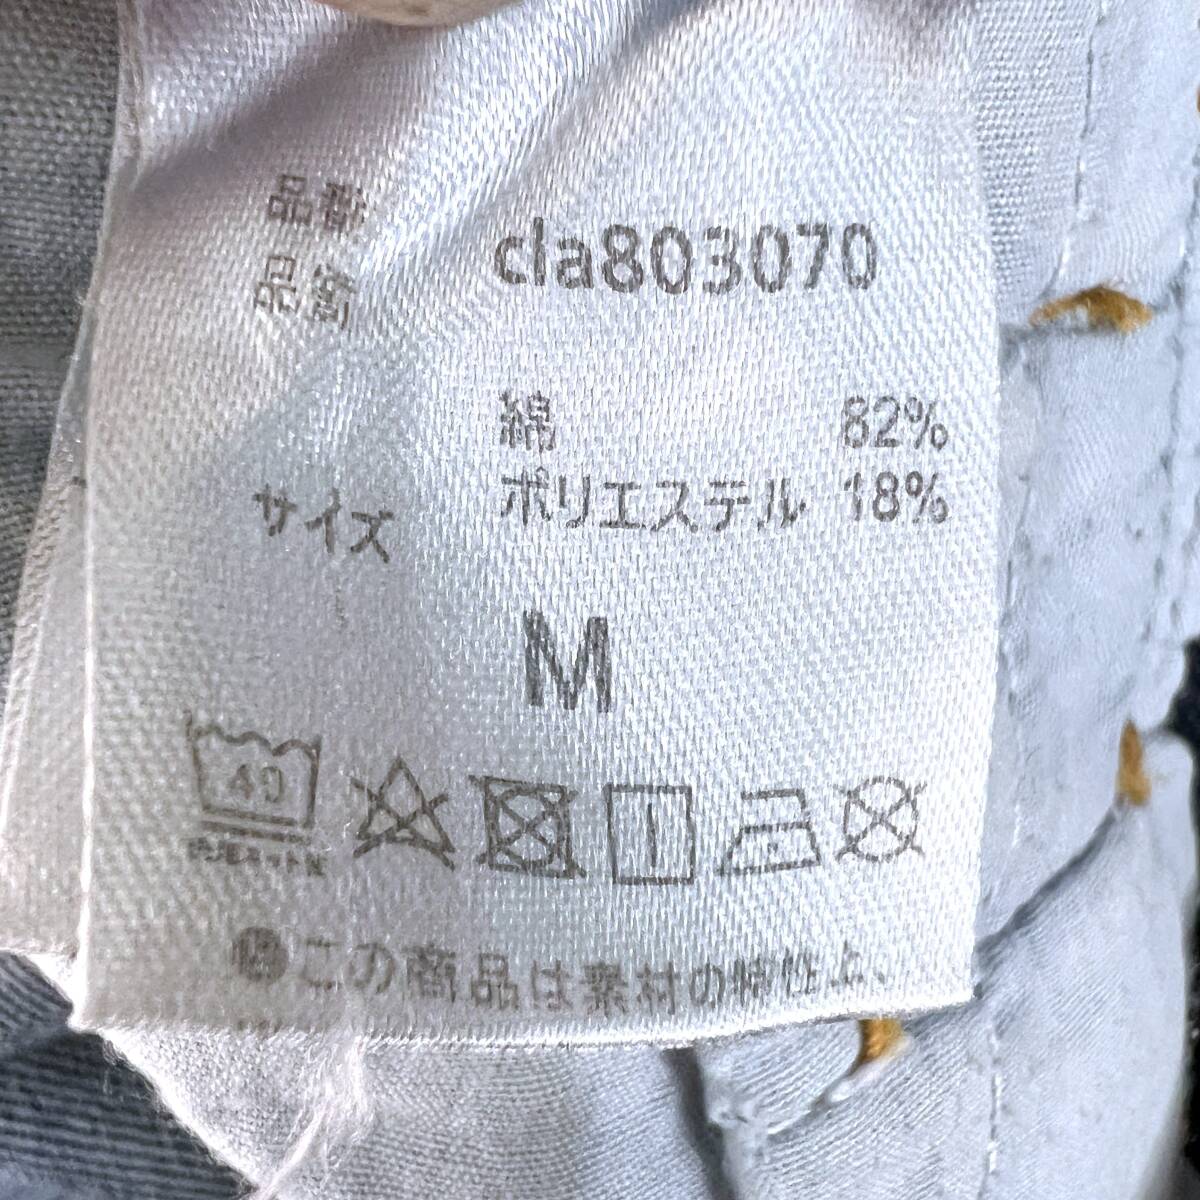 品番 cla803070
品名
綿 82%
ポリエステル 18%
サイズ
M
40
この商品は素材の特性上、